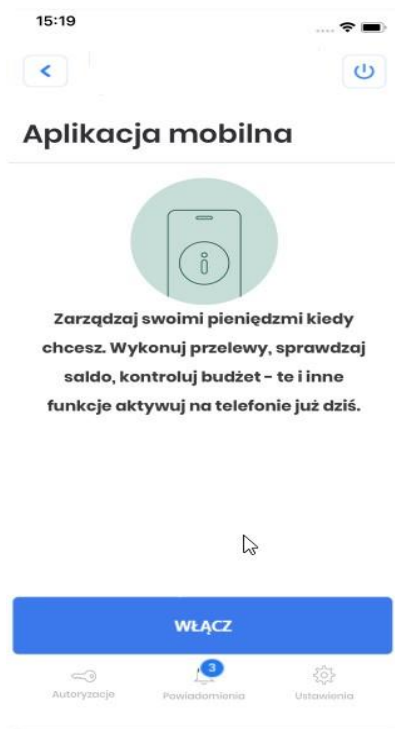 15:19
Aplikacja mobilna
Zarządzaj swoimi pieniędzmi kiedy
chcesz. Wykonuj przelewy, sprawdzaj
saldo, kontroluj budżet – te i inne
funkcje aktywuj na telefonie już dziś.
WŁĄCZ
3
Autoryzacje Powiadomienia Ustawienia